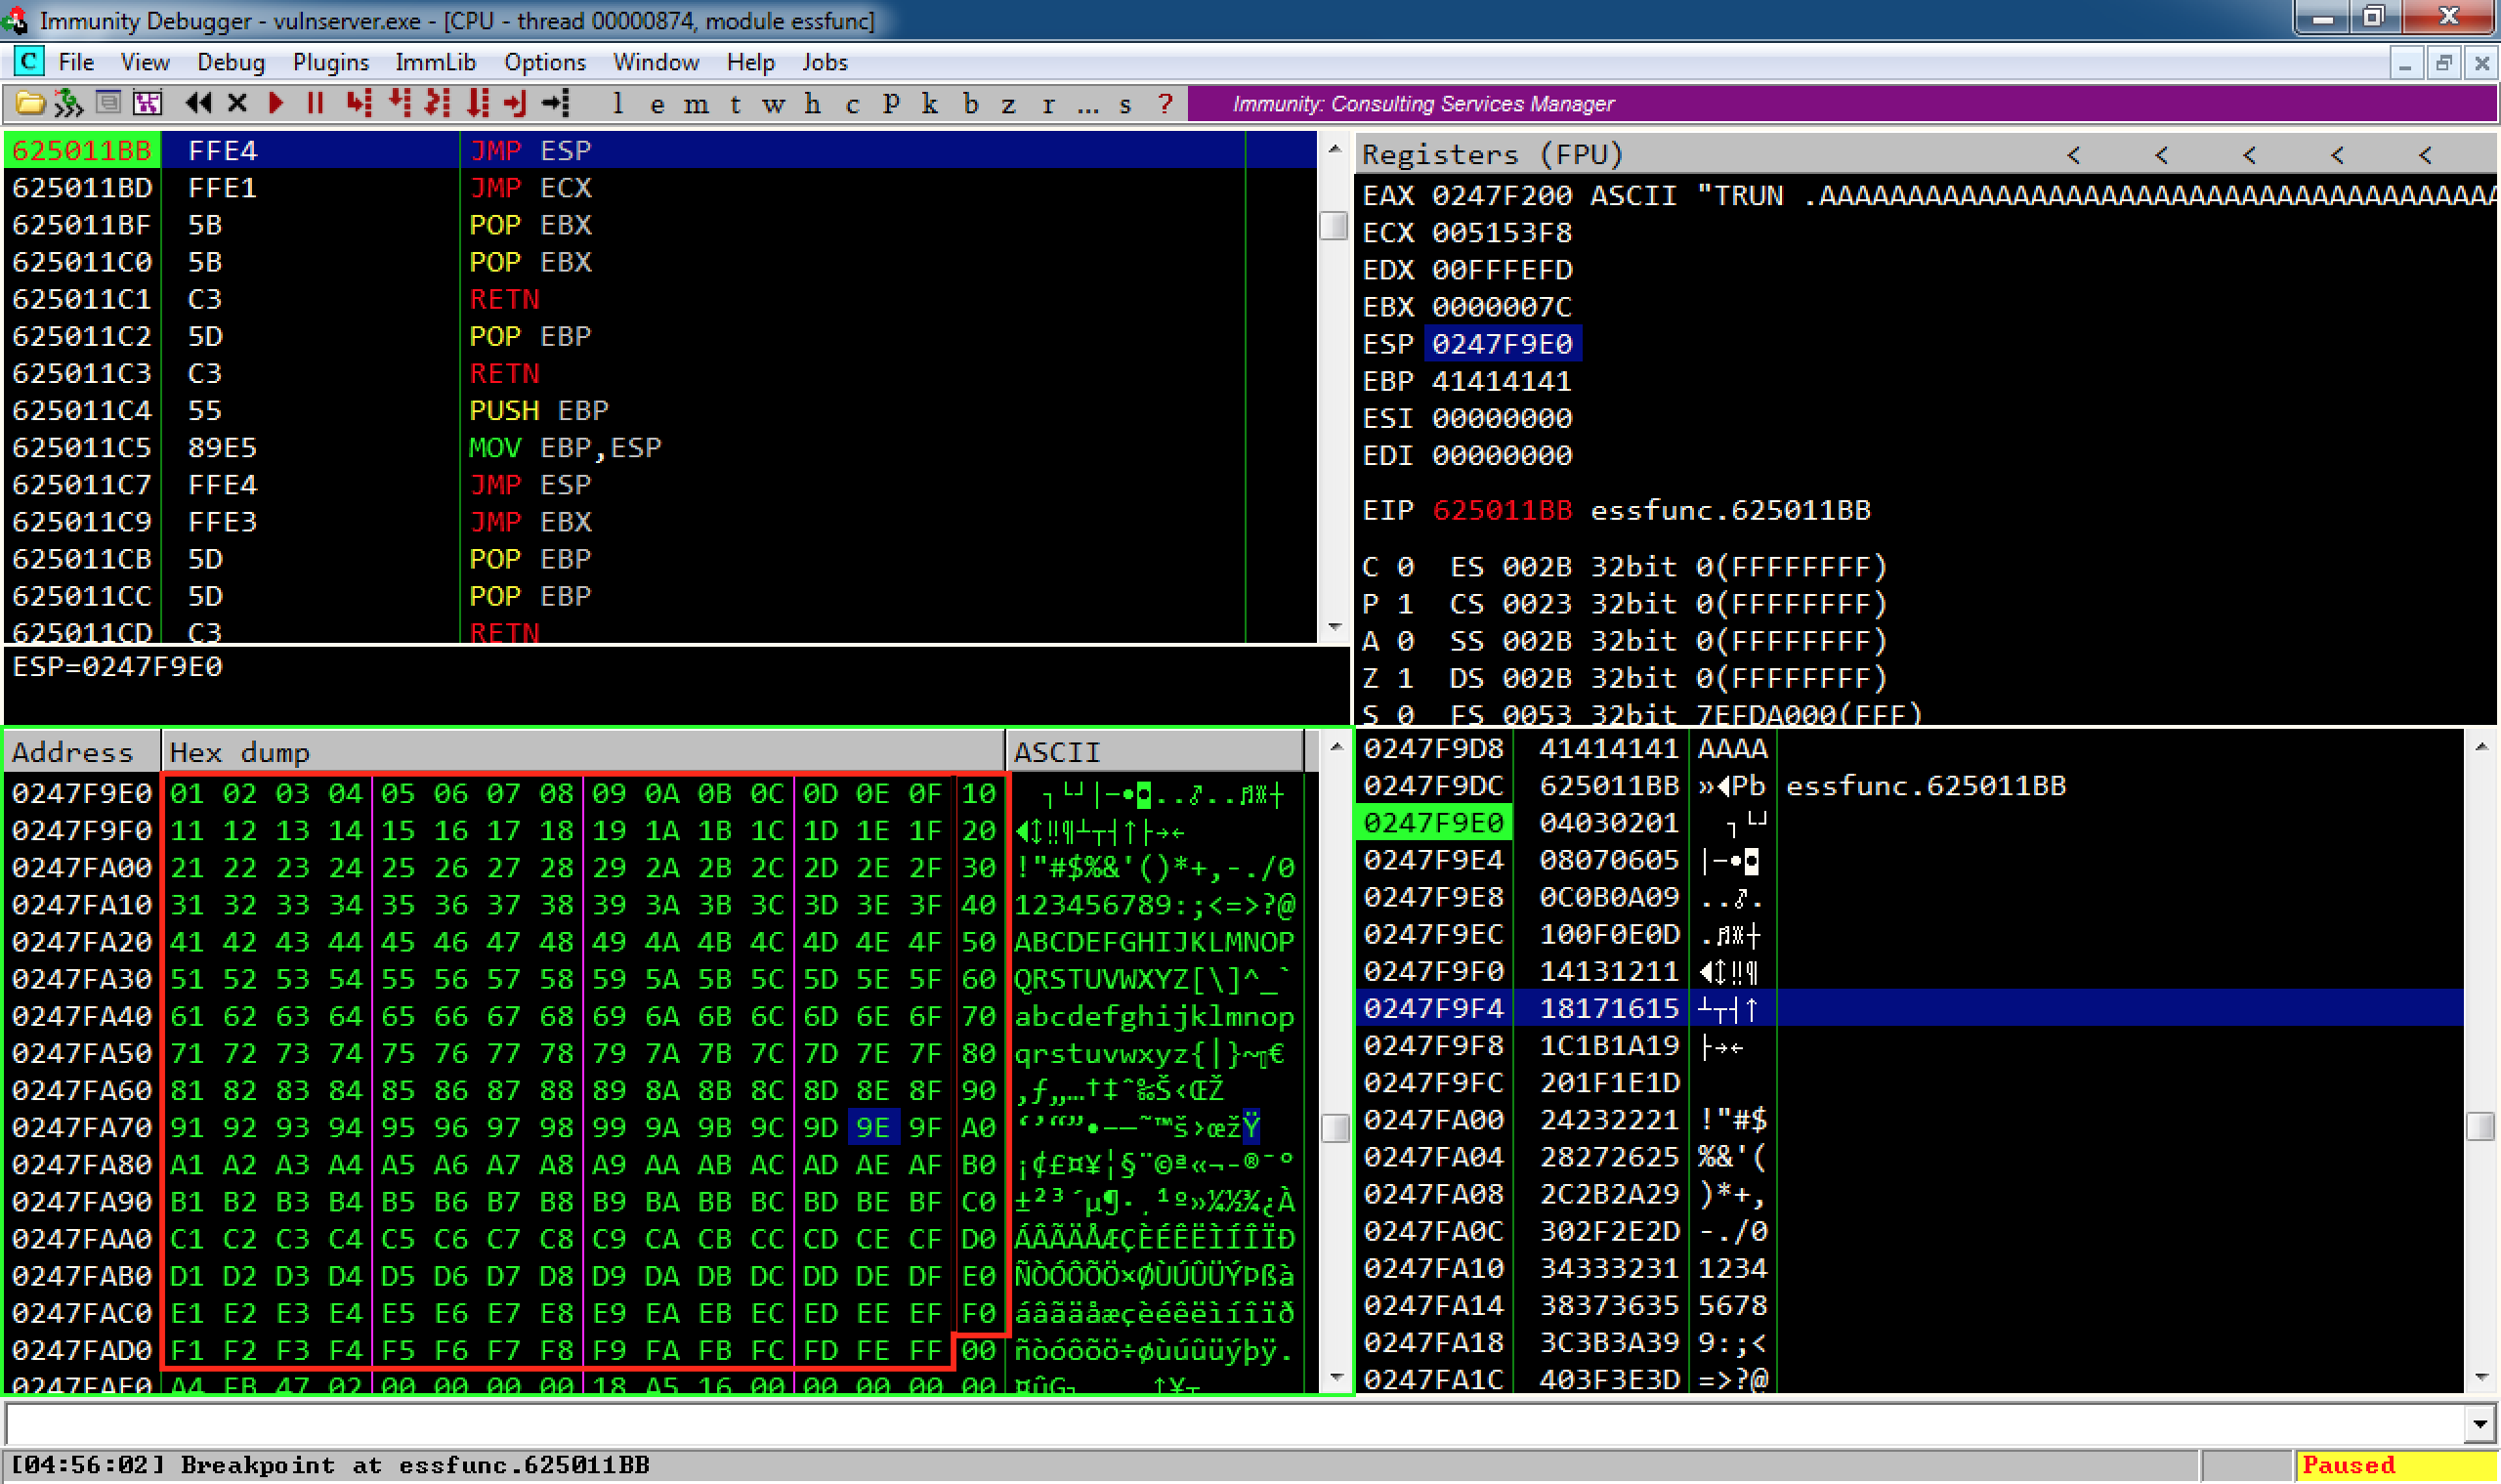 Immunity Debugger - vulnserver.exe - [CPU - thread 00000874, module essfunc]
C File View Debug Plugins ImmLib Options Window Help Jobs
l e m t w h c P k b z r ... s ? Immunity: Consulting Services Manager
625011BB FFE4 JMP ESP
625011BD FFE1 JMP ECX
625011BF 5B POP EBX
625011C0 5B POP EBX
625011C1 C3 RETN
625011C2 5D POP EBP
625011C3 C3 RETN
625011C4 55 PUSH EBP
625011C5 89E5 MOV EBP,ESP
625011C7 FFE4 JMP ESP
625011C9 FFE3 JMP EBX
625011CB 5D POP EBP
625011CC 5D POP EBP
625011CD C3 RETN
ESP=0247F9E0
Registers (FPU) < < < < <
EAX 0247F200 ASCII "TRUN .AAAAAAAAAAAAAAAAAAAAAAAAAAAAAAAAAAAAAAA
ECX 005153F8
EDX 00FFFEFD
EBX 0000007C
ESP 0247F9E0
EBP 41414141
ESI 00000000
EDI 00000000
EIP 625011BB essfunc.625011BB
C 0 ES 002B 32bit 0(FFFFFFFF)
P 1 CS 0023 32bit 0(FFFFFFFF)
A 0 SS 002B 32bit 0(FFFFFFFF)
Z 1 DS 002B 32bit 0(FFFFFFFF)
S 0 FS 0053 32bit 7EFDA000(FFF)
Address Hex dump ASCII
0247F9E0 01 02 03 04 05 06 07 08 09 0A 0B 0C 0D 0E 0F 10
0247F9F0 11 12 13 14 15 16 17 18 19 1A 1B 1C 1D 1E 1F 20
0247FA00 21 22 23 24 25 26 27 28 29 2A 2B 2C 2D 2E 2F 30 !"#$%&'()*+,-./0
0247FA10 31 32 33 34 35 36 37 38 39 3A 3B 3C 3D 3E 3F 40 123456789:;<=>?@
0247FA20 41 42 43 44 45 46 47 48 49 4A 4B 4C 4D 4E 4F 50 ABCDEFGHIJKLMNOP
0247FA30 51 52 53 54 55 56 57 58 59 5A 5B 5C 5D 5E 5F 60 QRSTUVWXYZ[\]^_`
0247FA40 61 62 63 64 65 66 67 68 69 6A 6B 6C 6D 6E 6F 70 abcdefghijklmnop
0247FA50 71 72 73 74 75 76 77 78 79 7A 7B 7C 7D 7E 7F 80 qrstuvwxyz{|}~▯€
0247FA60 81 82 83 84 85 86 87 88 89 8A 8B 8C 8D 8E 8F 90 ‚ƒ„…†‡ˆ‰Š‹ŒŽ
0247FA70 91 92 93 94 95 96 97 98 99 9A 9B 9C 9D 9E 9F A0 ‘’“”•–—˜™š›œžŸ
0247FA80 A1 A2 A3 A4 A5 A6 A7 A8 A9 AA AB AC AD AE AF B0 ¡¢£¤¥¦§¨©ª«¬-®¯°
0247FA90 B1 B2 B3 B4 B5 B6 B7 B8 B9 BA BB BC BD BE BF C0 ±²³´µ¶·¸¹º»¼½¾¿À
0247FAA0 C1 C2 C3 C4 C5 C6 C7 C8 C9 CA CB CC CD CE CF D0 ÁÂÃÄÅÆÇÈÉÊËÌÍÎÏÐ
0247FAB0 D1 D2 D3 D4 D5 D6 D7 D8 D9 DA DB DC DD DE DF E0 ÑÒÓÔÕÖ×ØÙÚÛÜÝÞßà
0247FAC0 E1 E2 E3 E4 E5 E6 E7 E8 E9 EA EB EC ED EE EF F0 áâãäåæçèéêëìíîïð
0247FAD0 F1 F2 F3 F4 F5 F6 F7 F8 F9 FA FB FC FD FE FF 00 ñòóôõö÷øùúûüýþÿ.
0247FAE0 A4 FB 47 02 00 00 00 00 18 A5 16 00 00 00 00 00
0247F9D8 41414141 AAAA
0247F9DC 625011BB »◄Pb essfunc.625011BB
0247F9E0 04030201
0247F9E4 08070605
0247F9E8 0C0B0A09
0247F9EC 100F0E0D
0247F9F0 14131211 ◄↕‼¶
0247F9F4 18171615 ┴┬┤↑
0247F9F8 1C1B1A19 ├→←
0247F9FC 201F1E1D
0247FA00 24232221 !"#$
0247FA04 28272625 %&'(
0247FA08 2C2B2A29 )*+,
0247FA0C 302F2E2D -./0
0247FA10 34333231 1234
0247FA14 38373635 5678
0247FA18 3C3B3A39 9:;<
0247FA1C 403F3E3D =>?@
[04:56:02] Breakpoint at essfunc.625011BB
Paused